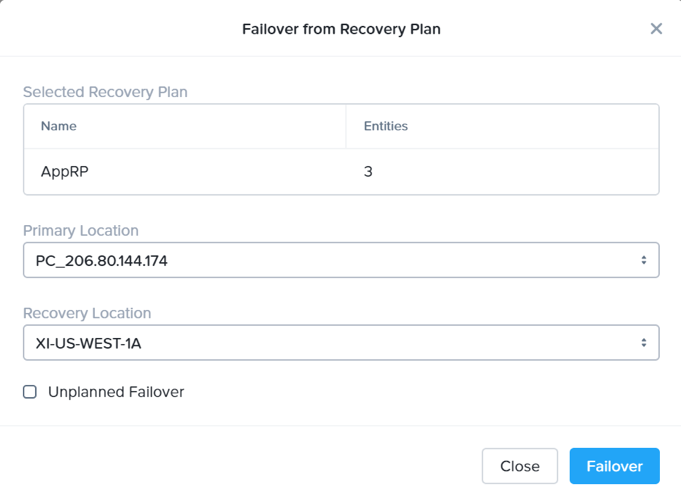 Failover from Recovery Plan
Selected Recovery Plan
Name Entities
AppRP 3
Primary Location
PC_206.80.144.174
Recovery Location
XI-US-WEST-1A
Unplanned Failover
Close Failover